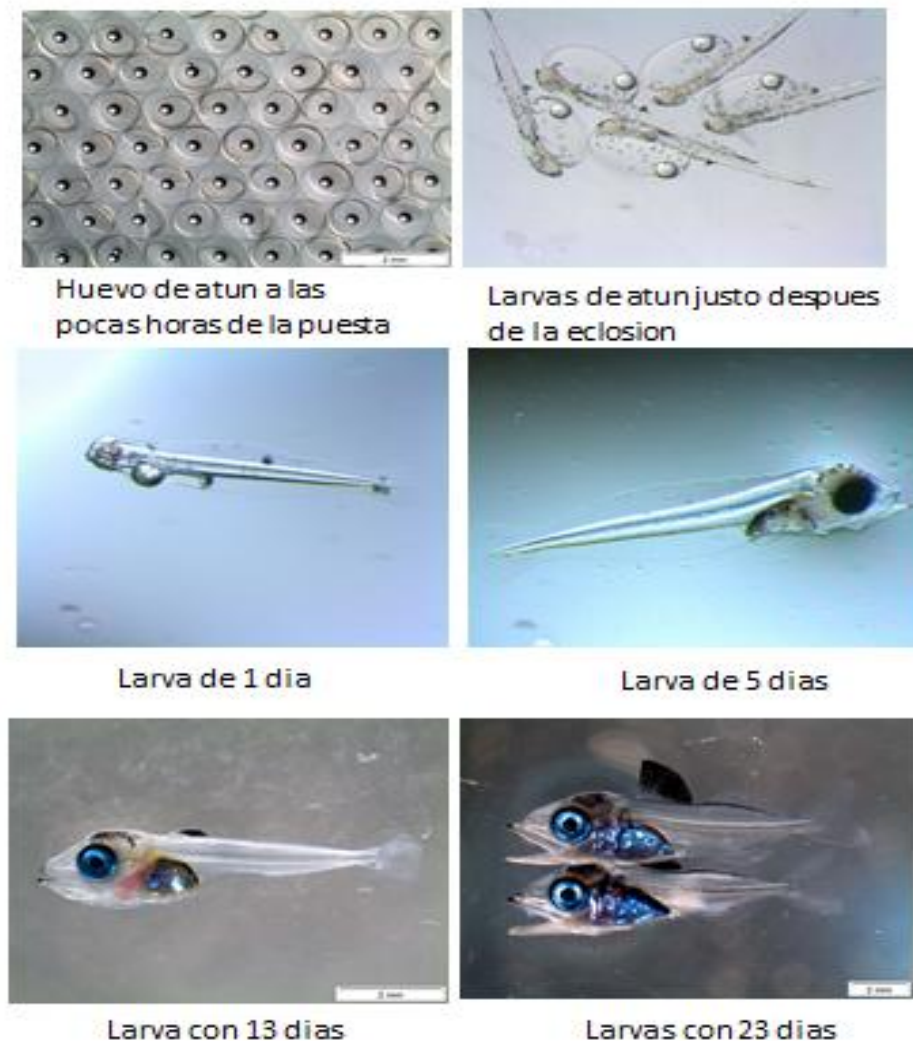 Huevo de atun a las
pocas horas de la puesta
Larvas de atun justo despues
de la eclosion
Larva de 1 dia
Larva de 5 dias
Larva con 13 dias
Larvas con 23 dias